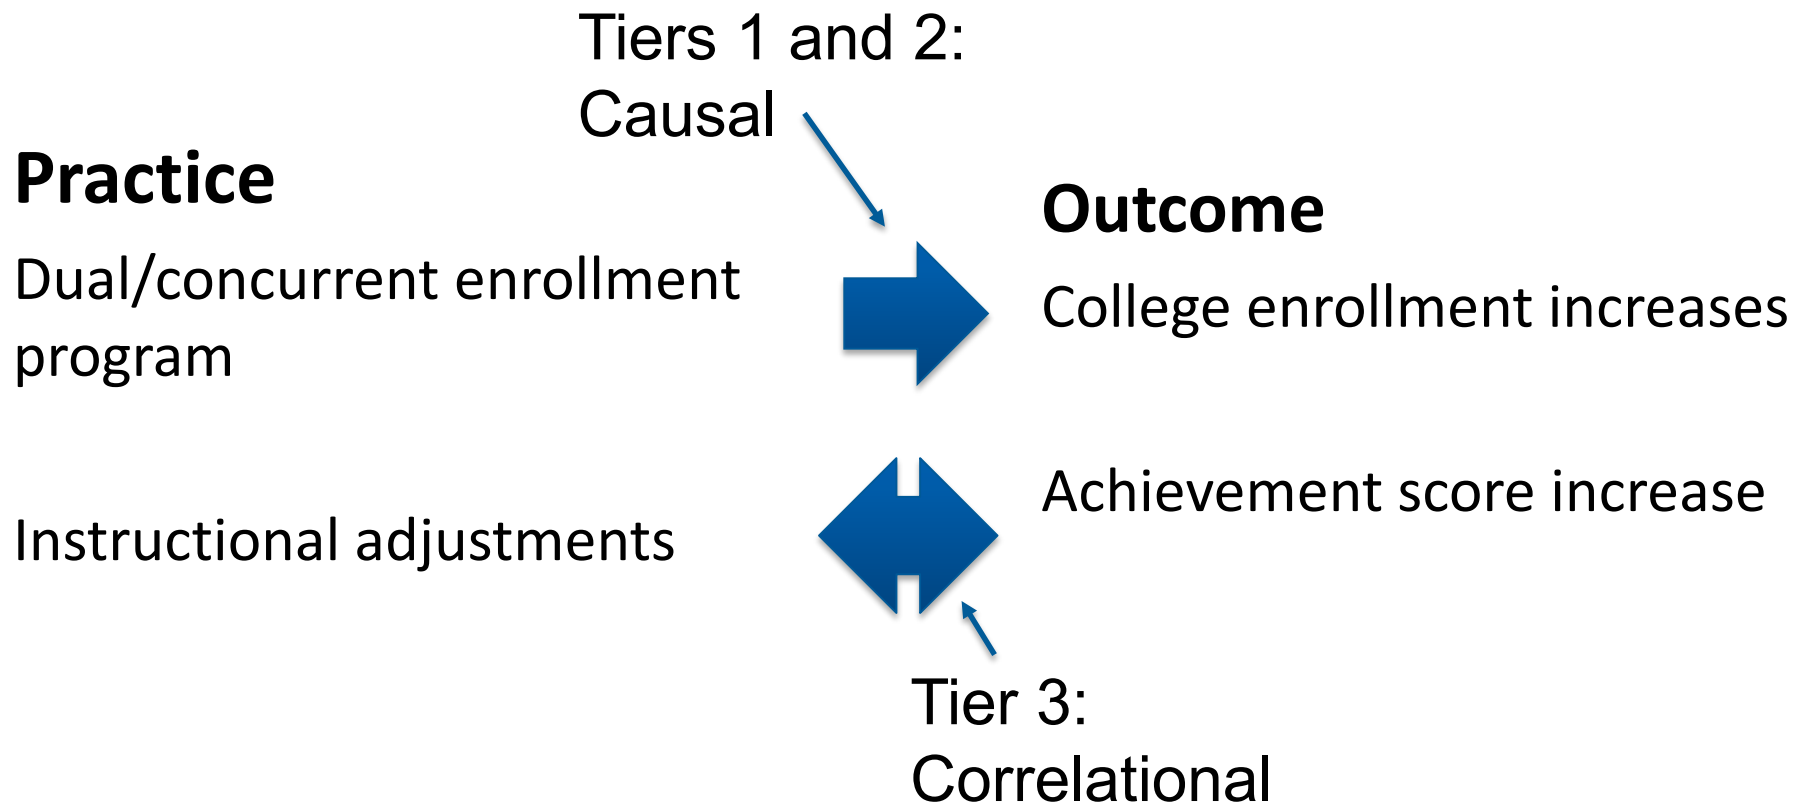 Tiers 1 and 2:
Causal
Practice
Outcome
Dual/concurrent enrollment
program
College enrollment increases
Instructional adjustments
Achievement score increase
Tier 3:
Correlational